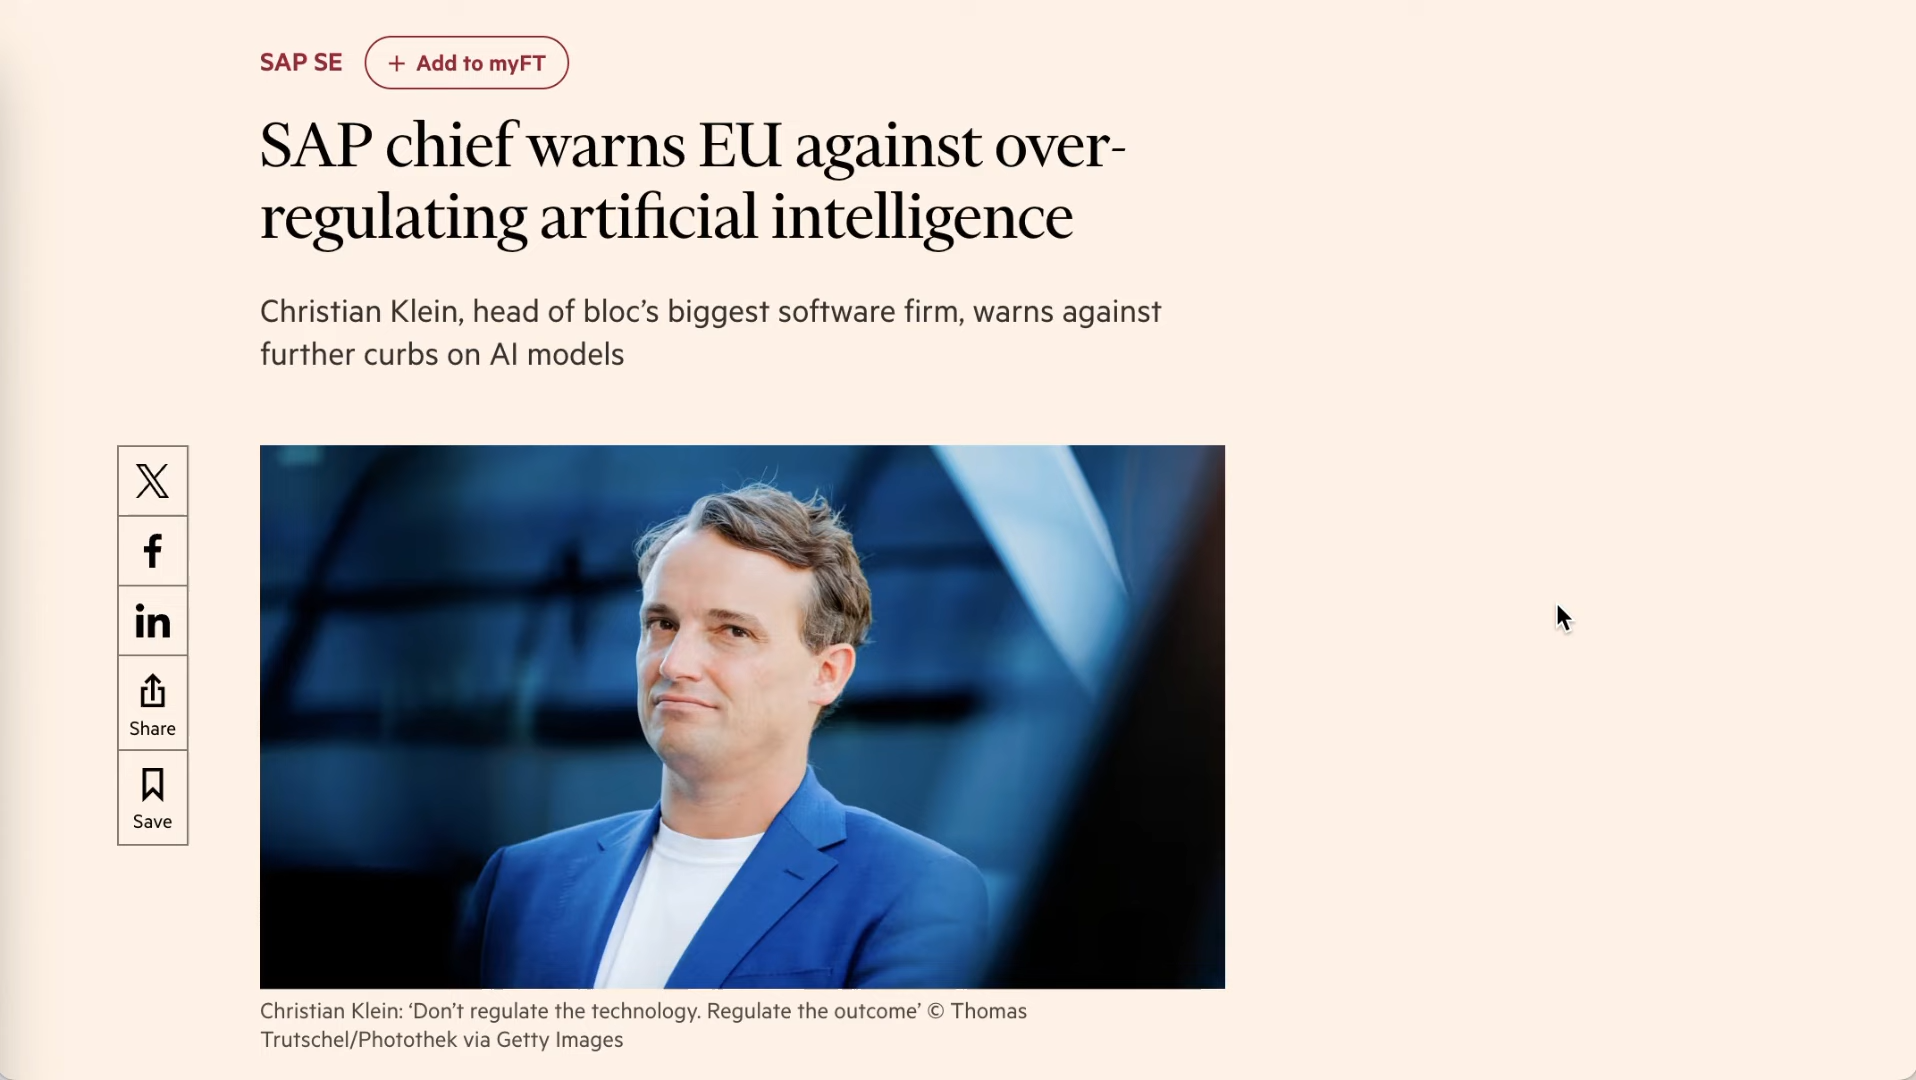 SAP SE
+ Add to myFT
SAP chief warns EU against over-
regulating artificial intelligence
Christian Klein, head of bloc’s biggest software firm, warns against
further curbs on AI models
X
f
in
Share
Save
Christian Klein: ‘Don’t regulate the technology. Regulate the outcome’ © Thomas
Trutschel/Photothek via Getty Images